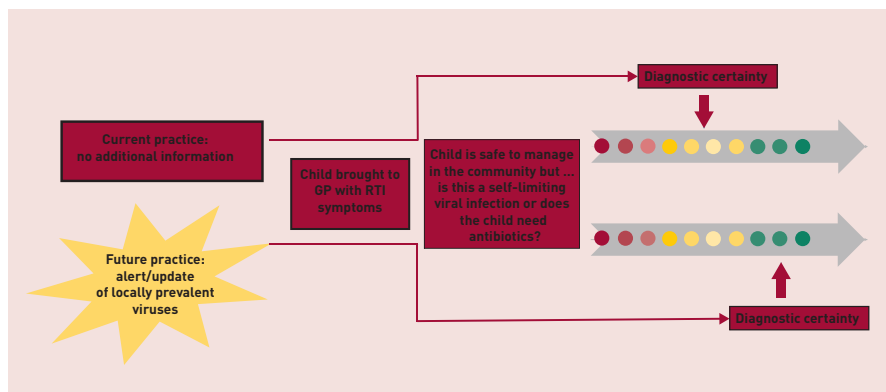 Diagnostic certainty
Current practice:
no additional information
Child brought to
GP with RTI
symptoms
Child is safe to manage
in the community but ...
is this a self-limiting
viral infection or does
the child need
antibiotics?
Future practice:
alert/update
of locally prevalent
viruses
Diagnostic certainty